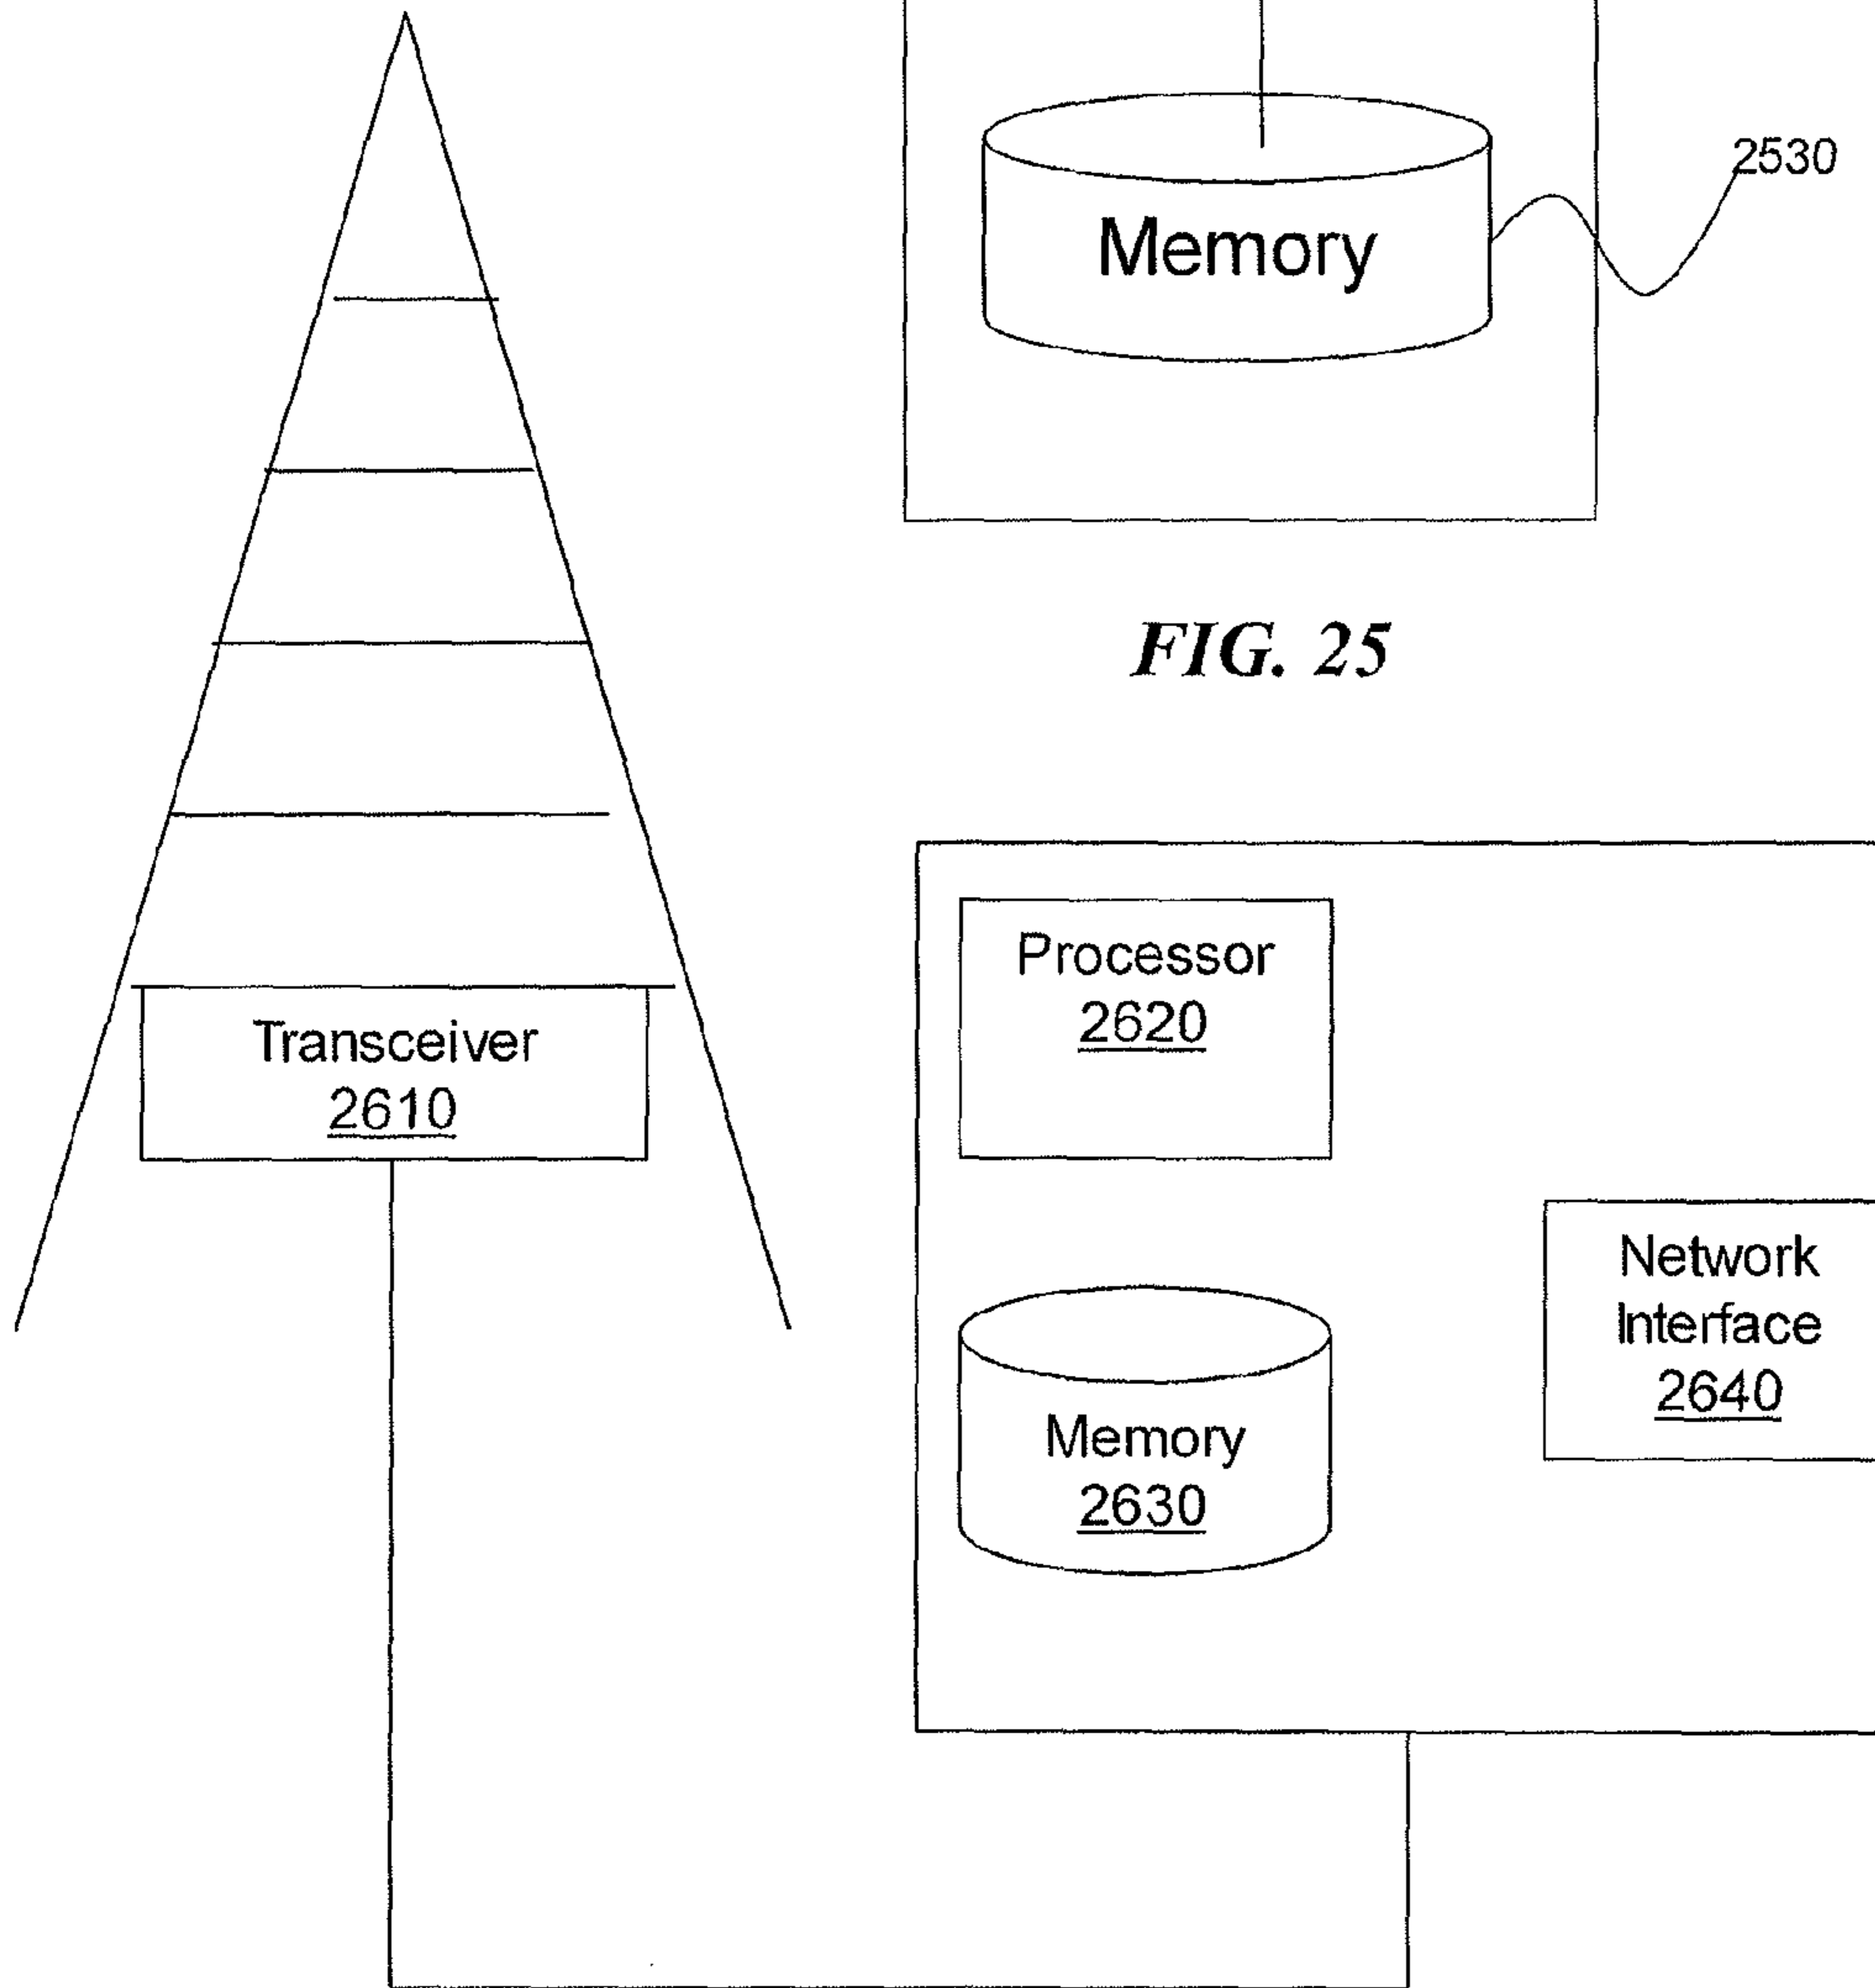 2530
Memory
FIG. 25
Processor
2620
Transceiver
2610
Network
Interface
2640
Memory
2630